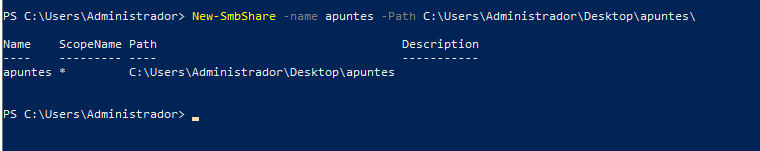 PS C:\Users\Administrador> New-SmbShare -name apuntes -Path C:\Users\Administrador\Desktop\apuntes\
Name    ScopeName Path                                   Description
----    --------- ----                                   -----------
apuntes *         C:\Users\Administrador\Desktop\apuntes
PS C:\Users\Administrador>